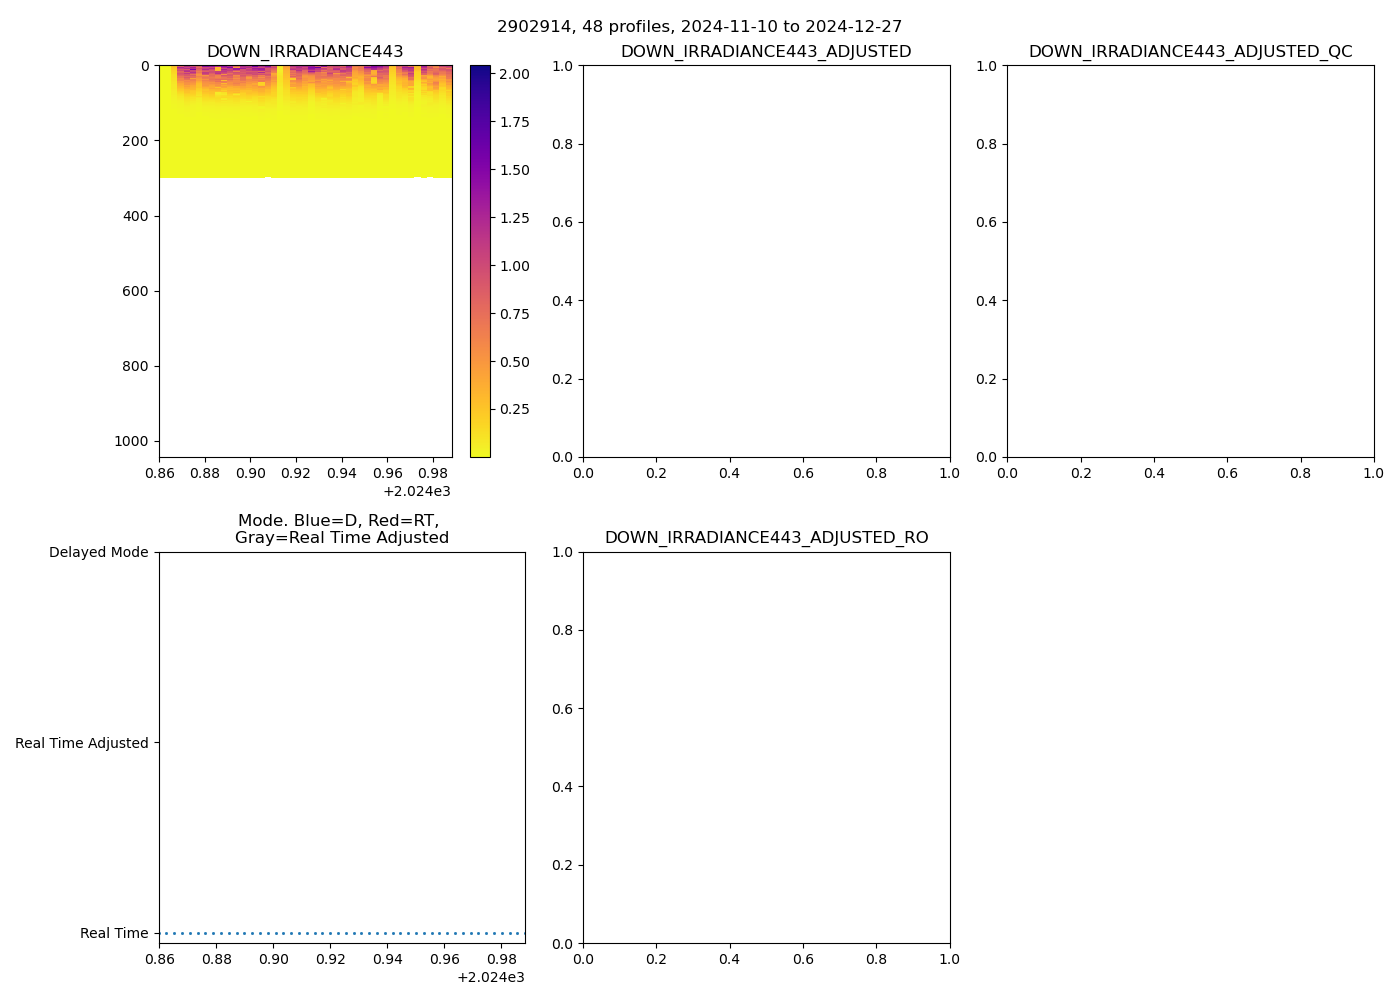 2902914, 48 profiles, 2024-11-10 to 2024-12-27
DOWN_IRRADIANCE443
0
200
400
600
800
1000
0.86 0.88 0.90 0.92 0.94 0.96 0.98
+2.024e3
2.00
1.75
1.50
1.25
1.00
0.75
0.50
0.25
DOWN_IRRADIANCE443_ADJUSTED
1.0
0.8
0.6
0.4
0.2
0.0
0.0 0.2 0.4 0.6 0.8 1.0
DOWN_IRRADIANCE443_ADJUSTED_QC
1.0
0.8
0.6
0.4
0.2
0.0
0.0 0.2 0.4 0.6 0.8 1.0
Mode. Blue=D, Red=RT,
Gray=Real Time Adjusted
Delayed Mode
Real Time Adjusted
Real Time
0.86 0.88 0.90 0.92 0.94 0.96 0.98
+2.024e3
DOWN_IRRADIANCE443_ADJUSTED_RO
1.0
0.8
0.6
0.4
0.2
0.0
0.0 0.2 0.4 0.6 0.8 1.0